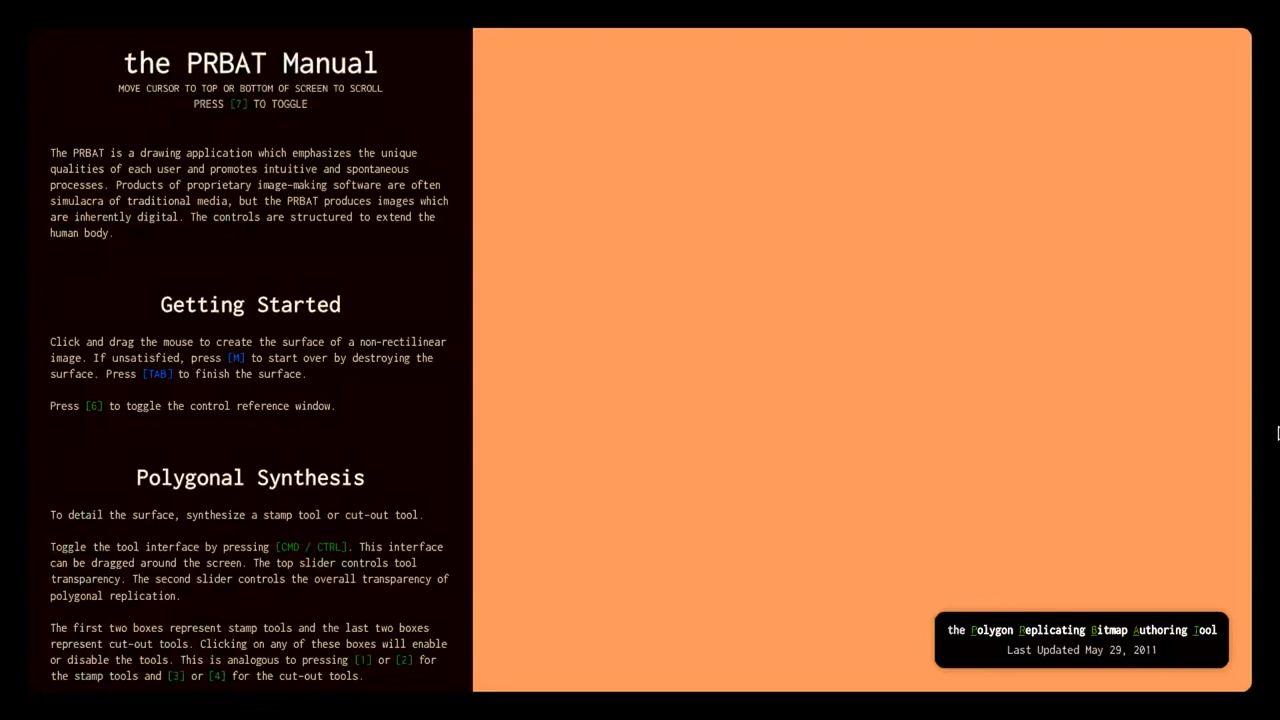 the PRBAT Manual
MOVE CURSOR TO TOP OR BOTTOM OF SCREEN TO SCROLL
PRESS [7] TO TOGGLE
The PRBAT is a drawing application which emphasizes the unique
qualities of each user and promotes intuitive and spontaneous
processes. Products of proprietary image-making software are often
simulacra of traditional media, but the PRBAT produces images which
are inherently digital. The controls are structured to extend the
human body.
Getting Started
Click and drag the mouse to create the surface of a non-rectilinear
image. If unsatisfied, press [M] to start over by destroying the
surface. Press [TAB] to finish the surface.
Press [6] to toggle the control reference window.
Polygonal Synthesis
To detail the surface, synthesize a stamp tool or cut-out tool.
Toggle the tool interface by pressing [CMD / CTRL]. This interface
can be dragged around the screen. The top slider controls tool
transparency. The second slider controls the overall transparency of
polygonal replication.
The first two boxes represent stamp tools and the last two boxes
represent cut-out tools. Clicking on any of these boxes will enable
or disable the tools. This is analogous to pressing [1] or [2] for
the stamp tools and [3] or [4] for the cut-out tools.
the Polygon Replicating Bitmap Authoring Tool
Last Updated May 29, 2011